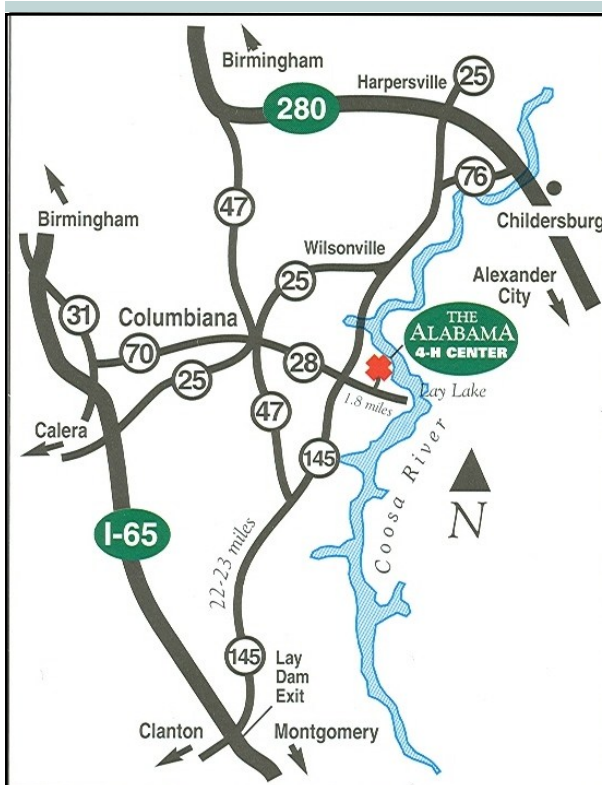 Birmingham
Harpersville
25
280
76
Birmingham
47
Childersburg
Wilsonville
25
Alexander
City
31
Columbiana
THE
ALABAMA
4-H CENTER
70
28
25
1.8 miles
Lay Lake
47
Calera
145
Coosa River
N
I-65
22-23 miles
145
Lay
Dam
Exit
Clanton
Montgomery